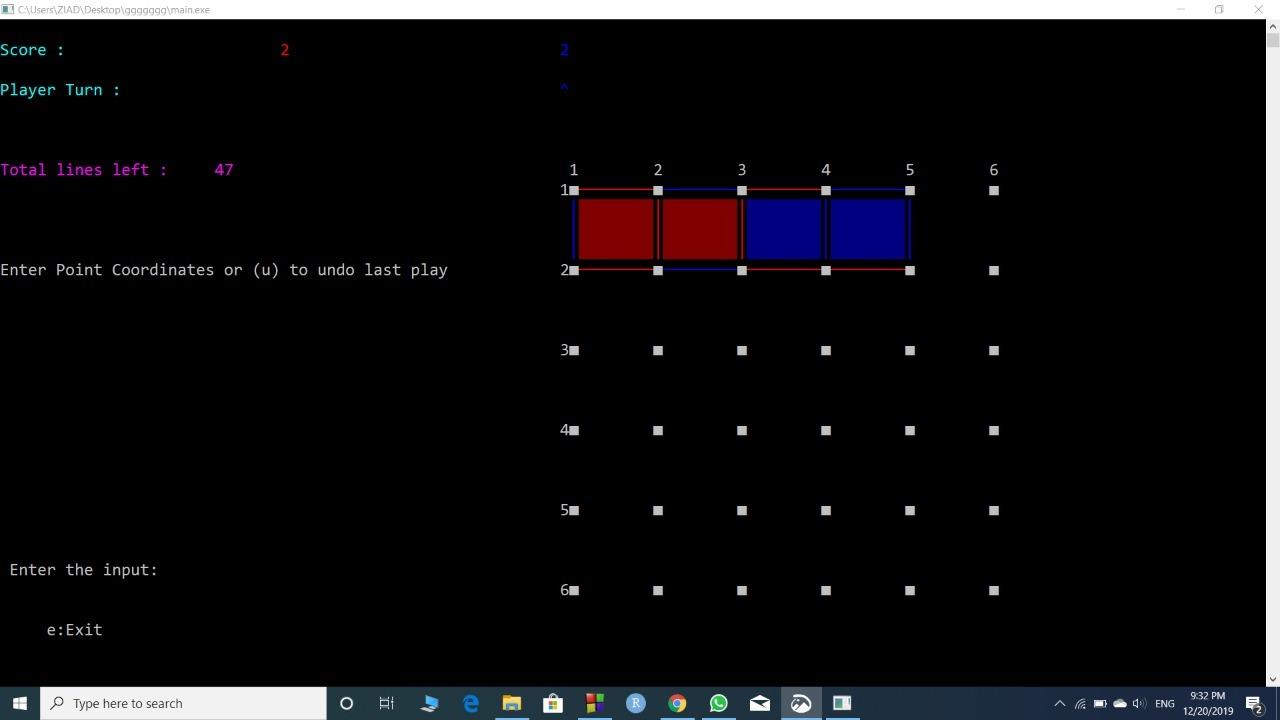 C:\Users\ZIAD\Desktop\ggggggg\main.exe
Score : 2 2
Player Turn : ^
Total lines left : 47
1 2 3 4 5 6
1
Enter Point Coordinates or (u) to undo last play
2
3
4
5
Enter the input:
6
e:Exit
Type here to search
ENG
9:32 PM
12/20/2019
2